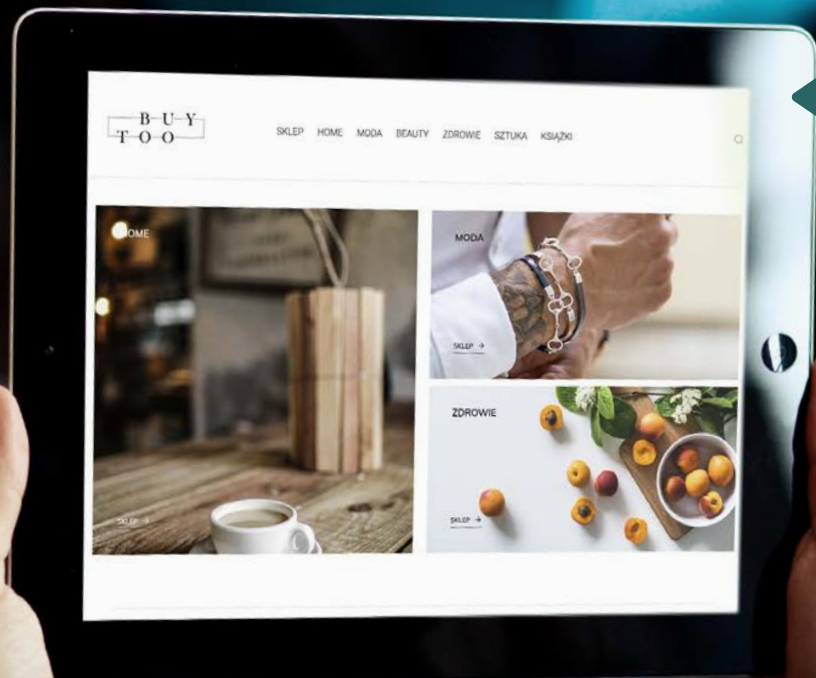 B U Y
T O O
SKLEP HOME MODA BEAUTY ZDROWIE SZTUKA KSIĄŻKI
HOME
SKLEP →
MODA
SKLEP →
ZDROWIE
SKLEP →